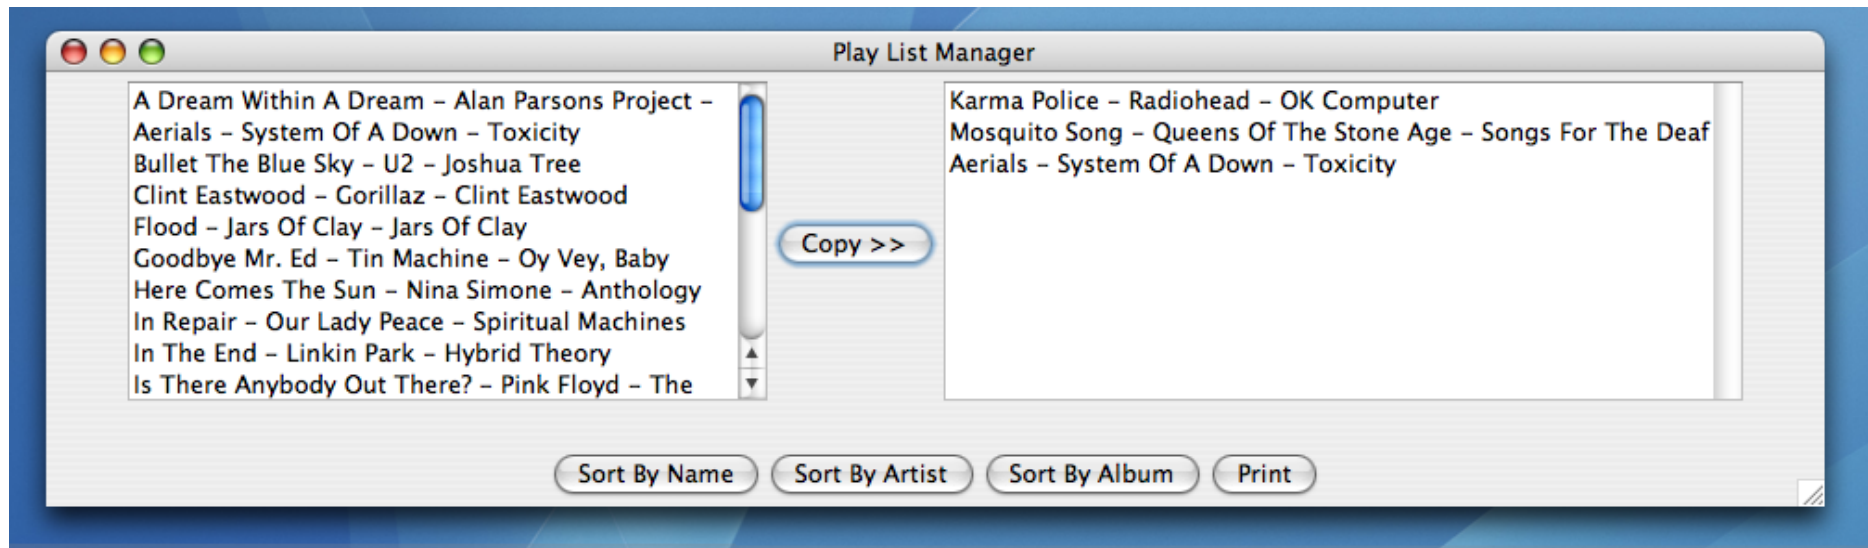 Play List Manager
A Dream Within A Dream – Alan Parsons Project –
Aerials – System Of A Down – Toxicity
Bullet The Blue Sky – U2 – Joshua Tree
Clint Eastwood – Gorillaz – Clint Eastwood
Flood – Jars Of Clay – Jars Of Clay
Goodbye Mr. Ed – Tin Machine – Oy Vey, Baby
Here Comes The Sun – Nina Simone – Anthology
In Repair – Our Lady Peace – Spiritual Machines
In The End – Linkin Park – Hybrid Theory
Is There Anybody Out There? – Pink Floyd – The
Copy >>
Karma Police – Radiohead – OK Computer
Mosquito Song – Queens Of The Stone Age – Songs For The Deaf
Aerials – System Of A Down – Toxicity
Sort By Name Sort By Artist Sort By Album Print